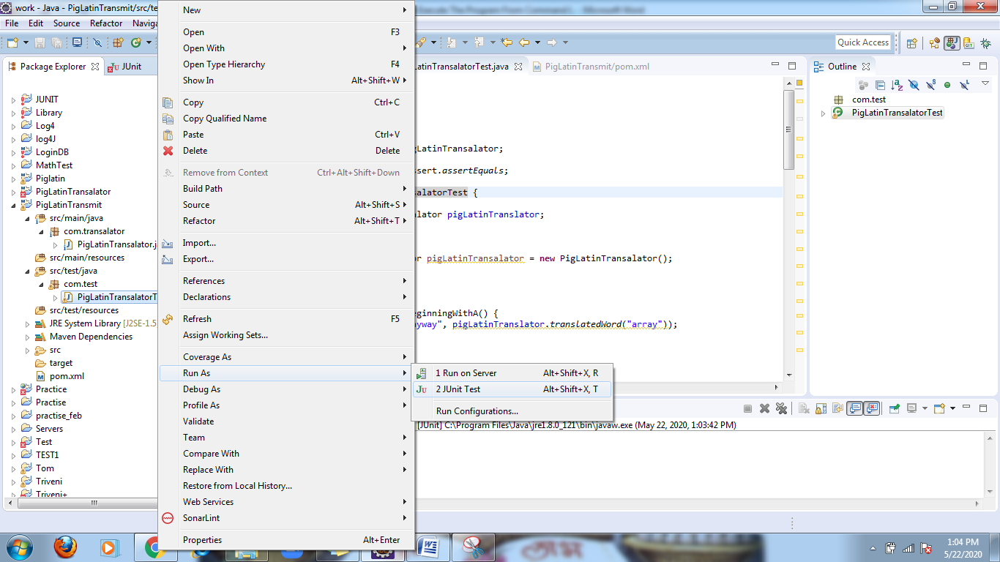 work - Java - PigLatinTransmit/src/te
Execute The Program From Command L - Microsoft Word
File Edit Source Refactor Naviga
Quick Access
Package Explorer JUnit
JUNIT
Library
Log4
log4J
LoginDB
MathTest
Piglatin
PigLatinTransalator
PigLatinTransmit
src/main/java
com.transalator
PigLatinTransalator.j
src/main/resources
src/test/java
com.test
PigLatinTransalatorT
src/test/resources
JRE System Library [J2SE-1.5
Maven Dependencies
src
target
pom.xml
Practice
Practise
practise_feb
Servers
Test
TEST1
Tom
Triveni
Triveni+
New
Open F3
Open With
Open Type Hierarchy F4
Show In Alt+Shift+W
Copy Ctrl+C
Copy Qualified Name
Paste Ctrl+V
Delete Delete
Remove from Context Ctrl+Alt+Shift+Down
Build Path
Source Alt+Shift+S
Refactor Alt+Shift+T
Import...
Export...
References
Declarations
Refresh F5
Assign Working Sets...
Coverage As
Run As
Debug As
Profile As
Validate
Team
Compare With
Replace With
Restore from Local History...
Web Services
SonarLint
Properties Alt+Enter
1 Run on Server Alt+Shift+X, R
2 JUnit Test Alt+Shift+X, T
Run Configurations...
LatinTransalatorTest.java PigLatinTransmit/pom.xml
igLatinTransalator;
ssert.assertEquals;
salatorTest {
lator pigLatinTranslator;
or pigLatinTransalator = new PigLatinTransalator();
eginningWithA() {
yway", pigLatinTranslator.translatedWord("array"));
Outline
com.test
PigLatinTransalatorTest
[JUnit] C:\Program Files\Java\jre1.8.0_121\bin\javaw.exe (May 22, 2020, 1:03:42 PM)
1:04 PM
5/22/2020